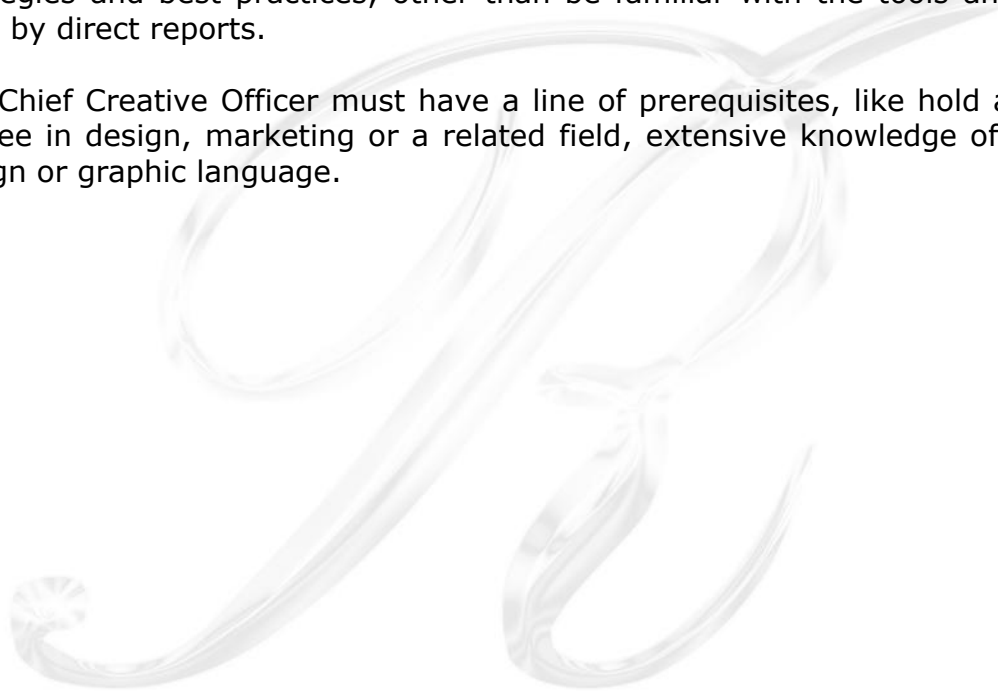 egies and best practices, other than be familiar with the tools an
by direct reports.
Chief Creative Officer must have a line of prerequisites, like hold a
ee in design, marketing or a related field, extensive knowledge of
gn or graphic language.